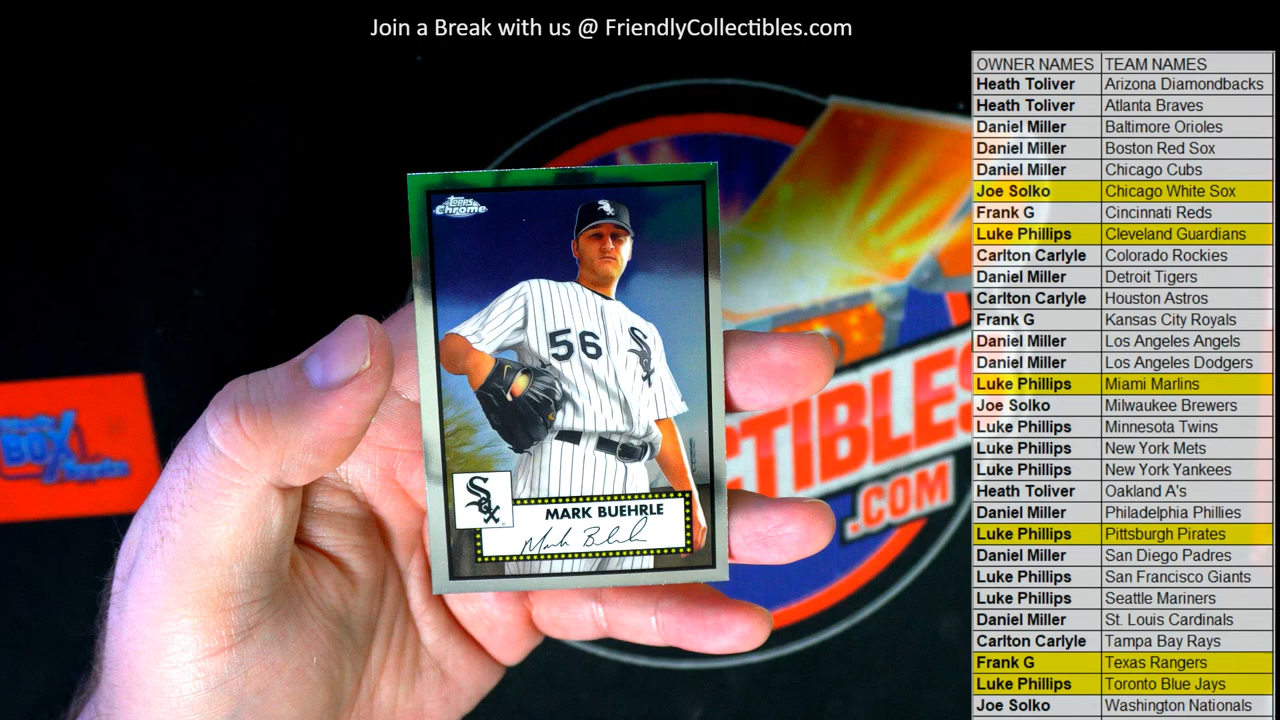 Join a Break with us @ FriendlyCollectibles.com
OWNER NAMES TEAM NAMES
Heath Toliver Arizona Diamondbacks
Heath Toliver Atlanta Braves
Daniel Miller Baltimore Orioles
Daniel Miller Boston Red Sox
Daniel Miller Chicago Cubs
Joe Solko Chicago White Sox
Frank G Cincinnati Reds
Luke Phillips Cleveland Guardians
Carlton Carlyle Colorado Rockies
Daniel Miller Detroit Tigers
Carlton Carlyle Houston Astros
Frank G Kansas City Royals
Daniel Miller Los Angeles Angels
Daniel Miller Los Angeles Dodgers
Luke Phillips Miami Marlins
Joe Solko Milwaukee Brewers
Luke Phillips Minnesota Twins
Luke Phillips New York Mets
Luke Phillips New York Yankees
Heath Toliver Oakland A's
Daniel Miller Philadelphia Phillies
Luke Phillips Pittsburgh Pirates
Daniel Miller San Diego Padres
Luke Phillips San Francisco Giants
Luke Phillips Seattle Mariners
Daniel Miller St. Louis Cardinals
Carlton Carlyle Tampa Bay Rays
Frank G Texas Rangers
Luke Phillips Toronto Blue Jays
Joe Solko Washington Nationals
Topps
Chrome
56
Sox
Sox
MARK BUEHRLE
Mark Buehrle
CTIBLES
.COM
BOX